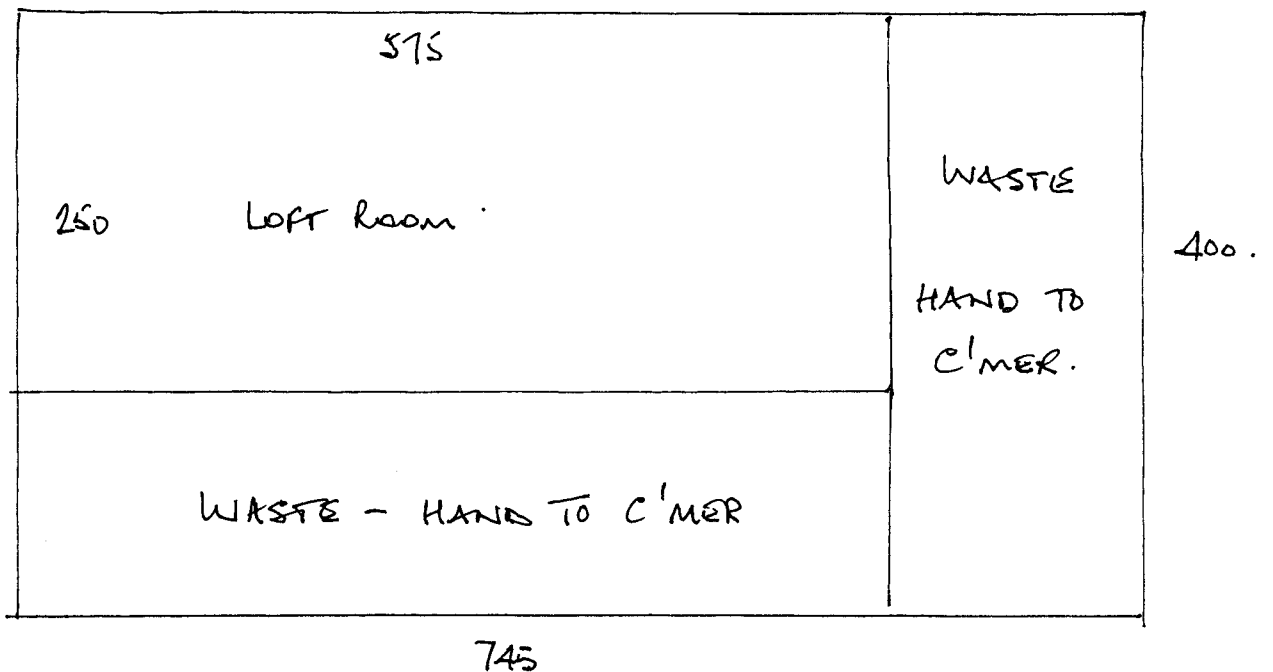 575
250 LOFT ROOM
WASTE
HAND TO
C'MER.
400.
WASTE - HAND TO C'MER
745